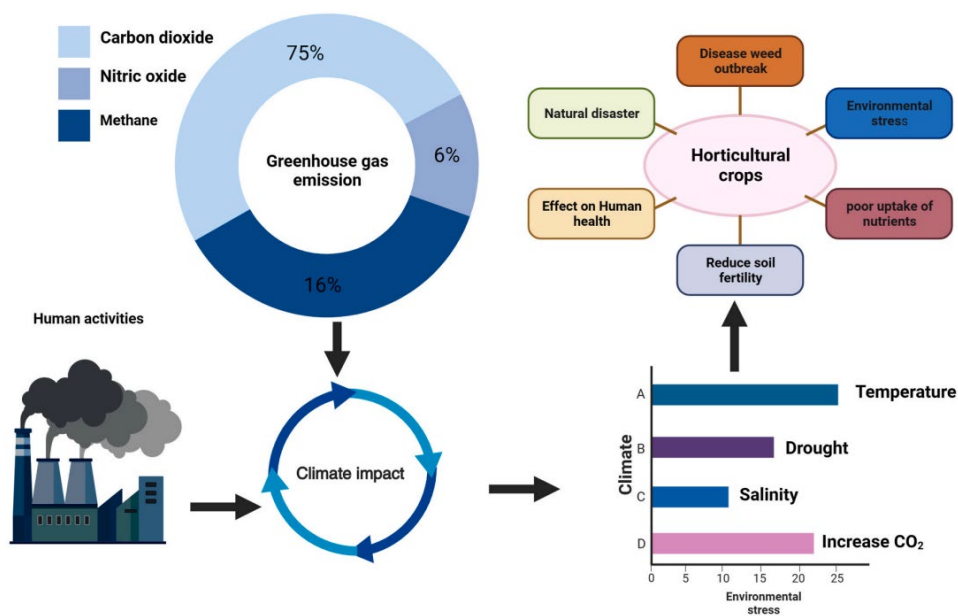 Carbon dioxide
Nitric oxide
Methane
75%
6%
16%
Greenhouse gas
emission
Disease weed
outbreak
Natural disaster
Environmental
stress
Horticultural
crops
Effect on Human
health
poor uptake of
nutrients
Reduce soil
fertility
Human activities
Climate impact
Climate
A
Temperature
B
Drought
C
Salinity
D
Increase CO₂
0 5 10 15 20 25
Environmental
stress